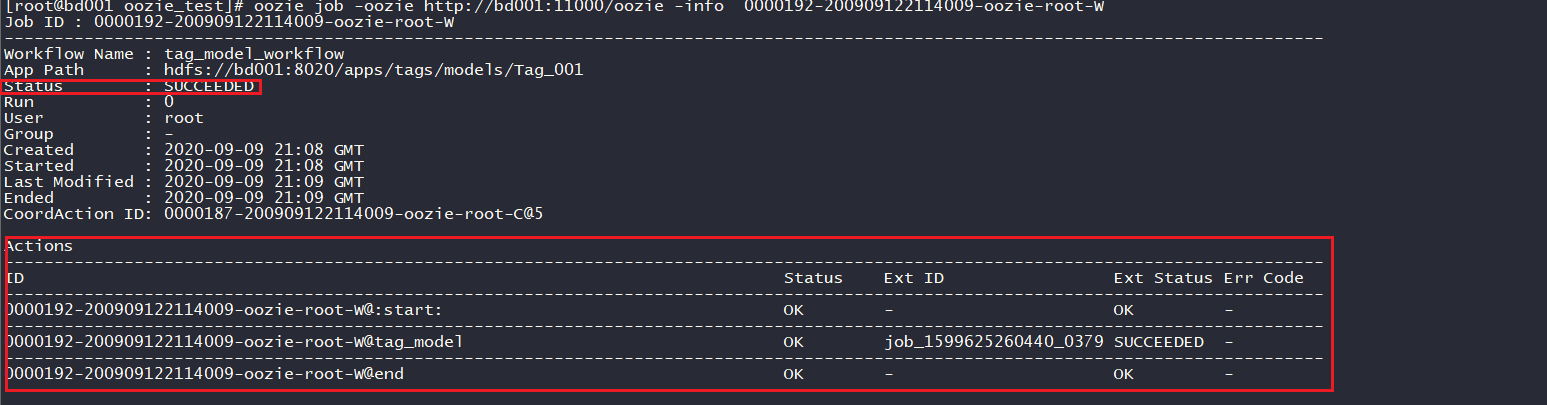 [root@bd001 oozie_test]# oozie job -oozie http://bd001:11000/oozie -info  0000192-200909122114009-oozie-root-W
Job ID : 0000192-200909122114009-oozie-root-W
------------------------------------------------------------------------------------------------------------------------------------
Workflow Name : tag_model_workflow
App Path      : hdfs://bd001:8020/apps/tags/models/Tag_001
Status        : SUCCEEDED
Run           : 0
User          : root
Group         : -
Created       : 2020-09-09 21:08 GMT
Started       : 2020-09-09 21:08 GMT
Last Modified : 2020-09-09 21:09 GMT
Ended         : 2020-09-09 21:09 GMT
CoordAction ID: 0000187-200909122114009-oozie-root-C@5
Actions
------------------------------------------------------------------------------------------------------------------------------------
ID                                                                            Status    Ext ID                 Ext Status Err Code
------------------------------------------------------------------------------------------------------------------------------------
0000192-200909122114009-oozie-root-W@:start:                                  OK        -                      OK         -
------------------------------------------------------------------------------------------------------------------------------------
0000192-200909122114009-oozie-root-W@tag_model                                OK        job_1599625260440_0379 SUCCEEDED  -
------------------------------------------------------------------------------------------------------------------------------------
0000192-200909122114009-oozie-root-W@end                                      OK        -                      OK         -